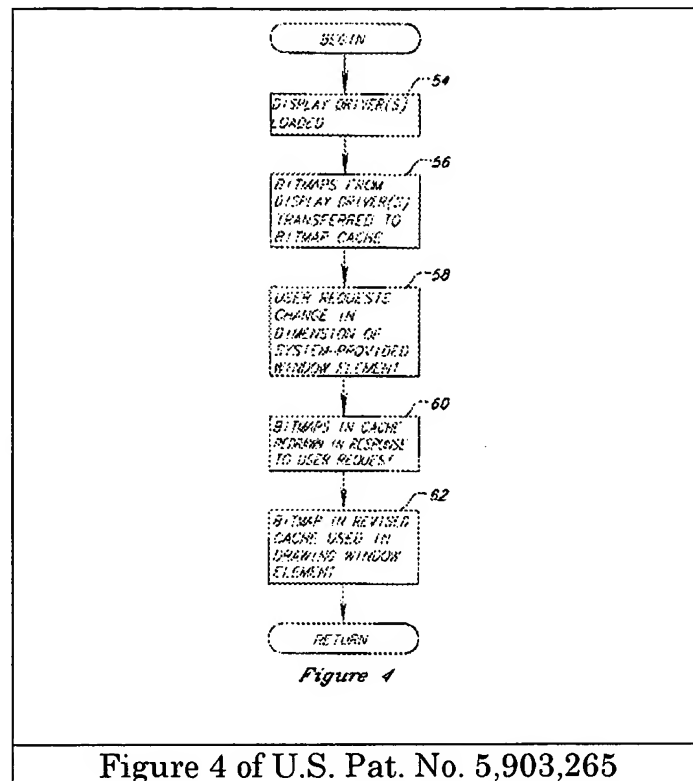 BEGIN
54
DISPLAY DRIVER(S)
LOADED
56
BITMAPS FROM
DISPLAY DRIVER(S)
TRANSFERRED TO
BITMAP CACHE
58
USER REQUESTS
CHANGE IN
DIMENSION OF
SYSTEM-PROVIDED
WINDOW ELEMENT
60
BITMAPS IN CACHE
REDRAWN IN RESPONSE
TO USER REQUEST
62
BITMAP IN REVISED
CACHE USED IN
DRAWING WINDOW
ELEMENT
RETURN
Figure 4
Figure 4 of U.S. Pat. No. 5,903,265